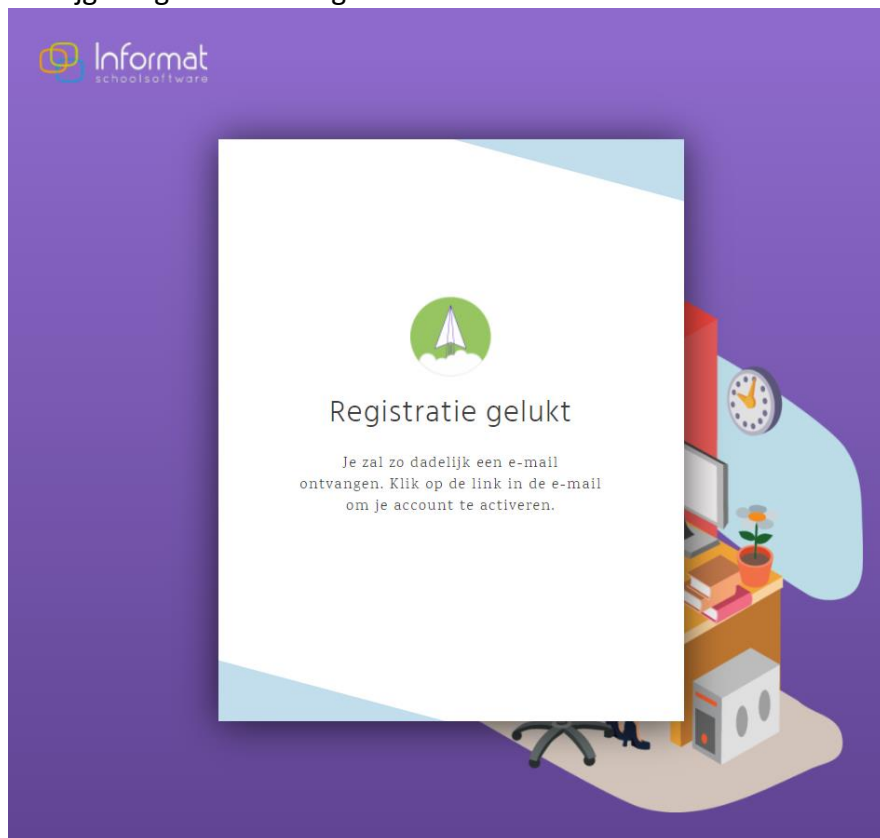 Informat
schoolsoftware
Registratie gelukt
Je zal zo dadelijk een e-mail
ontvangen. Klik op de link in de e-mail
om je account te activeren.